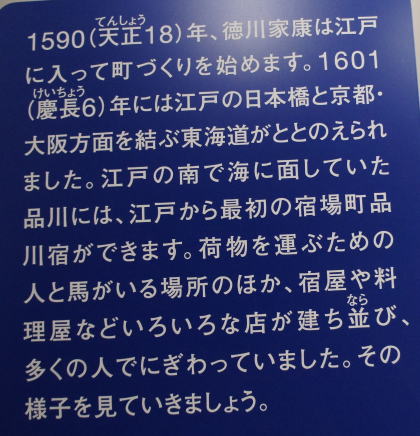 1590(天正18)年、徳川家康は江戸
に入って町づくりを始めます。1601
(慶長6)年には江戸の日本橋と京都・
大阪方面を結ぶ東海道がととのえられ
ました。江戸の南で海に面していた
品川には、江戸から最初の宿場町品
川宿ができます。荷物を運ぶための
人と馬がいる場所のほか、宿屋や料
理屋などいろいろな店が建ち並び、
多くの人でにぎわっていました。その
様子を見ていきましょう。